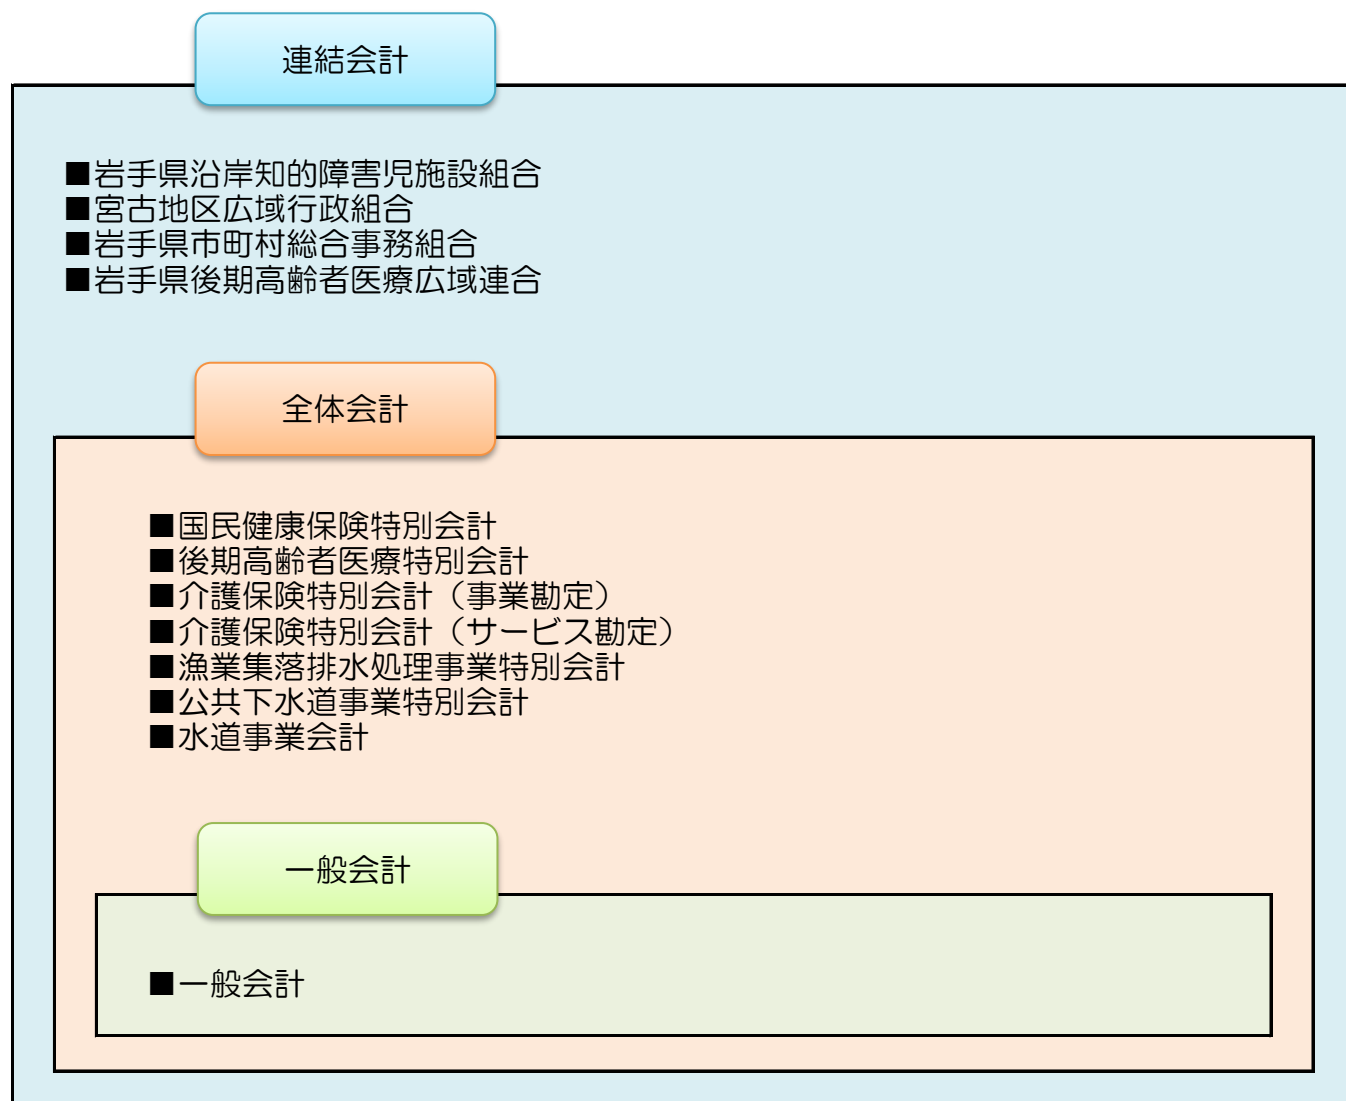 連結会計
■岩手県沿岸知的障害児施設組合
■宮古地区広域行政組合
■岩手県市町村総合事務組合
■岩手県後期高齢者医療広域連合
全体会計
■国民健康保険特別会計
■後期高齢者医療特別会計
■介護保険特別会計（事業勘定）
■介護保険特別会計（サービス勘定）
■漁業集落排水処理事業特別会計
■公共下水道事業特別会計
■水道事業会計
一般会計
■一般会計